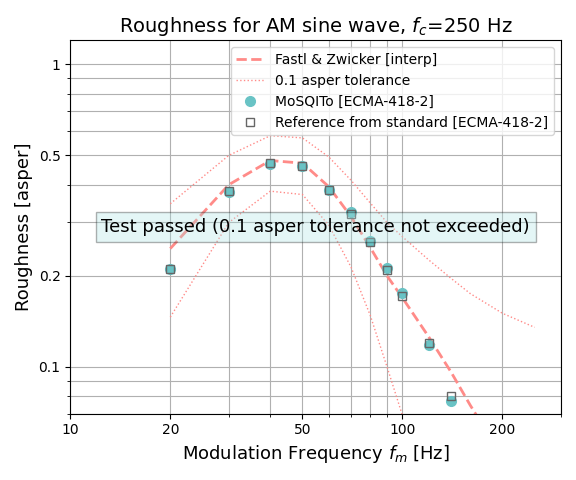 Roughness for AM sine wave, f_c=250 Hz
Fastl & Zwicker [interp]
0.1 asper tolerance
MoSQITo [ECMA-418-2]
Reference from standard [ECMA-418-2]
Test passed (0.1 asper tolerance not exceeded)
Roughness [asper]
1
0.5
0.2
0.1
10 20 50 100 200
Modulation Frequency f_m [Hz]